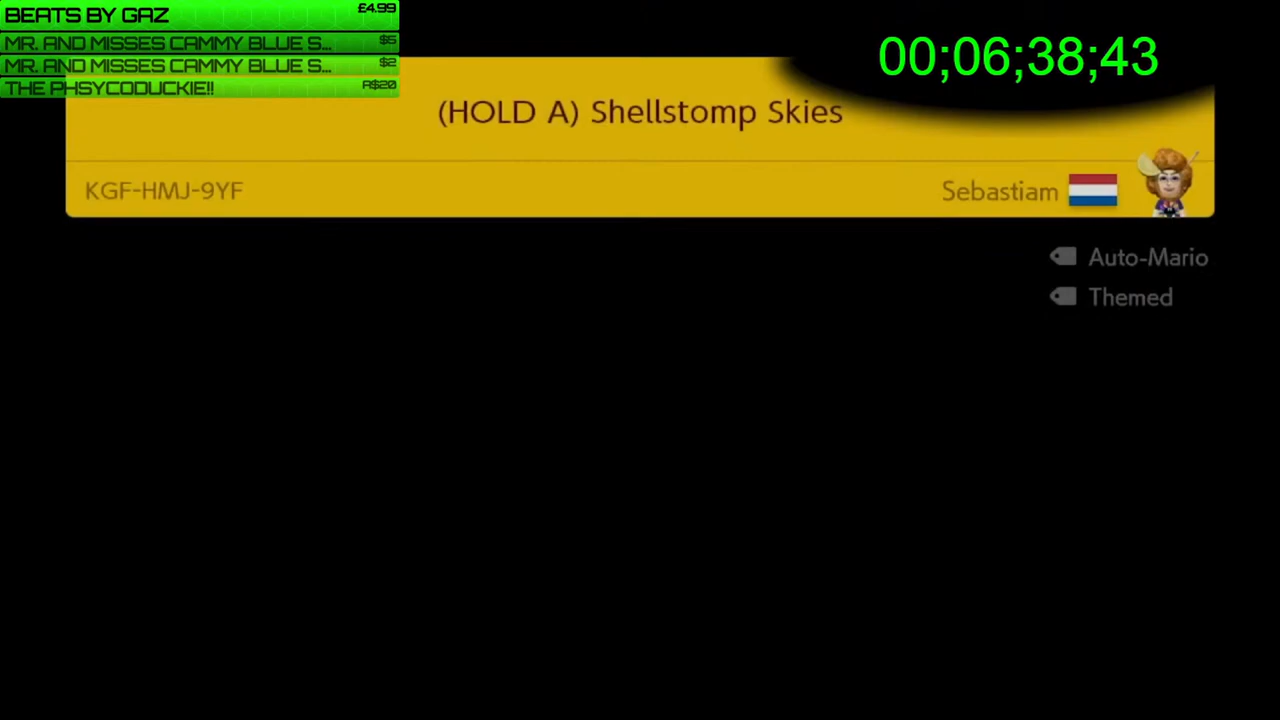 BEATS BY GAZ £4.99
MR. AND MISSES CAMMY BLUE S... $5
MR. AND MISSES CAMMY BLUE S... $2
THE PHSYCODUCKIE!! A$20
00;06;38;43
(HOLD A) Shellstomp Skies
KGF-HMJ-9YF
Sebastiam
Auto-Mario
Themed